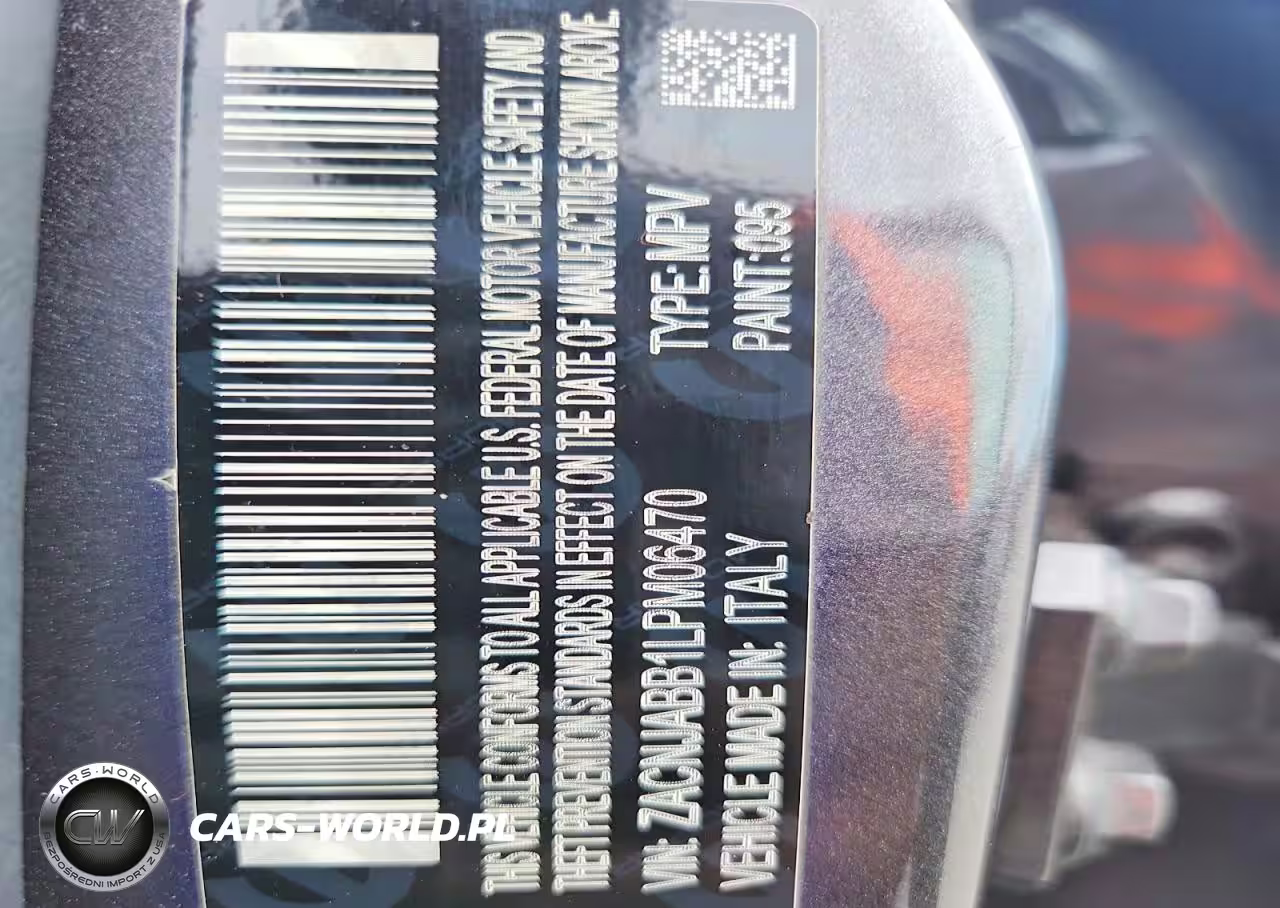 THIS VEHICLE CONFORMS TO ALL APPLICABLE U.S. FEDERAL MOTOR VEHICLE SAFETY AND
THEFT PREVENTION STANDARDS IN EFFECT ON THE DATE OF MANUFACTURE SHOWN ABOVE.
VIN: ZACNJABB1LPM06470 TYPE:MPV
VEHICLE MADE IN: ITALY PAINT:095
CARS-WORLD
CW
BEZPOŚREDNI IMPORT Z USA
CARS-WORLD.PL